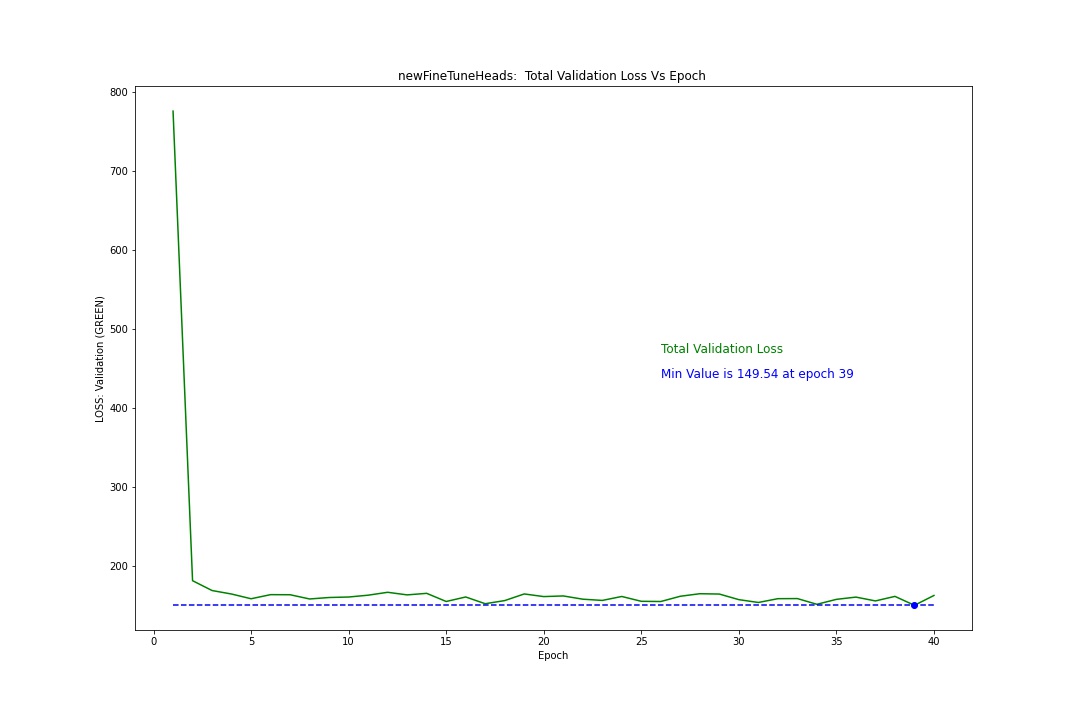 newFineTuneHeads:  Total Validation Loss Vs Epoch
800
700
600
500
400
300
200
LOSS: Validation (GREEN)
Total Validation Loss
Min Value is 149.54 at epoch 39
0 5 10 15 20 25 30 35 40
Epoch